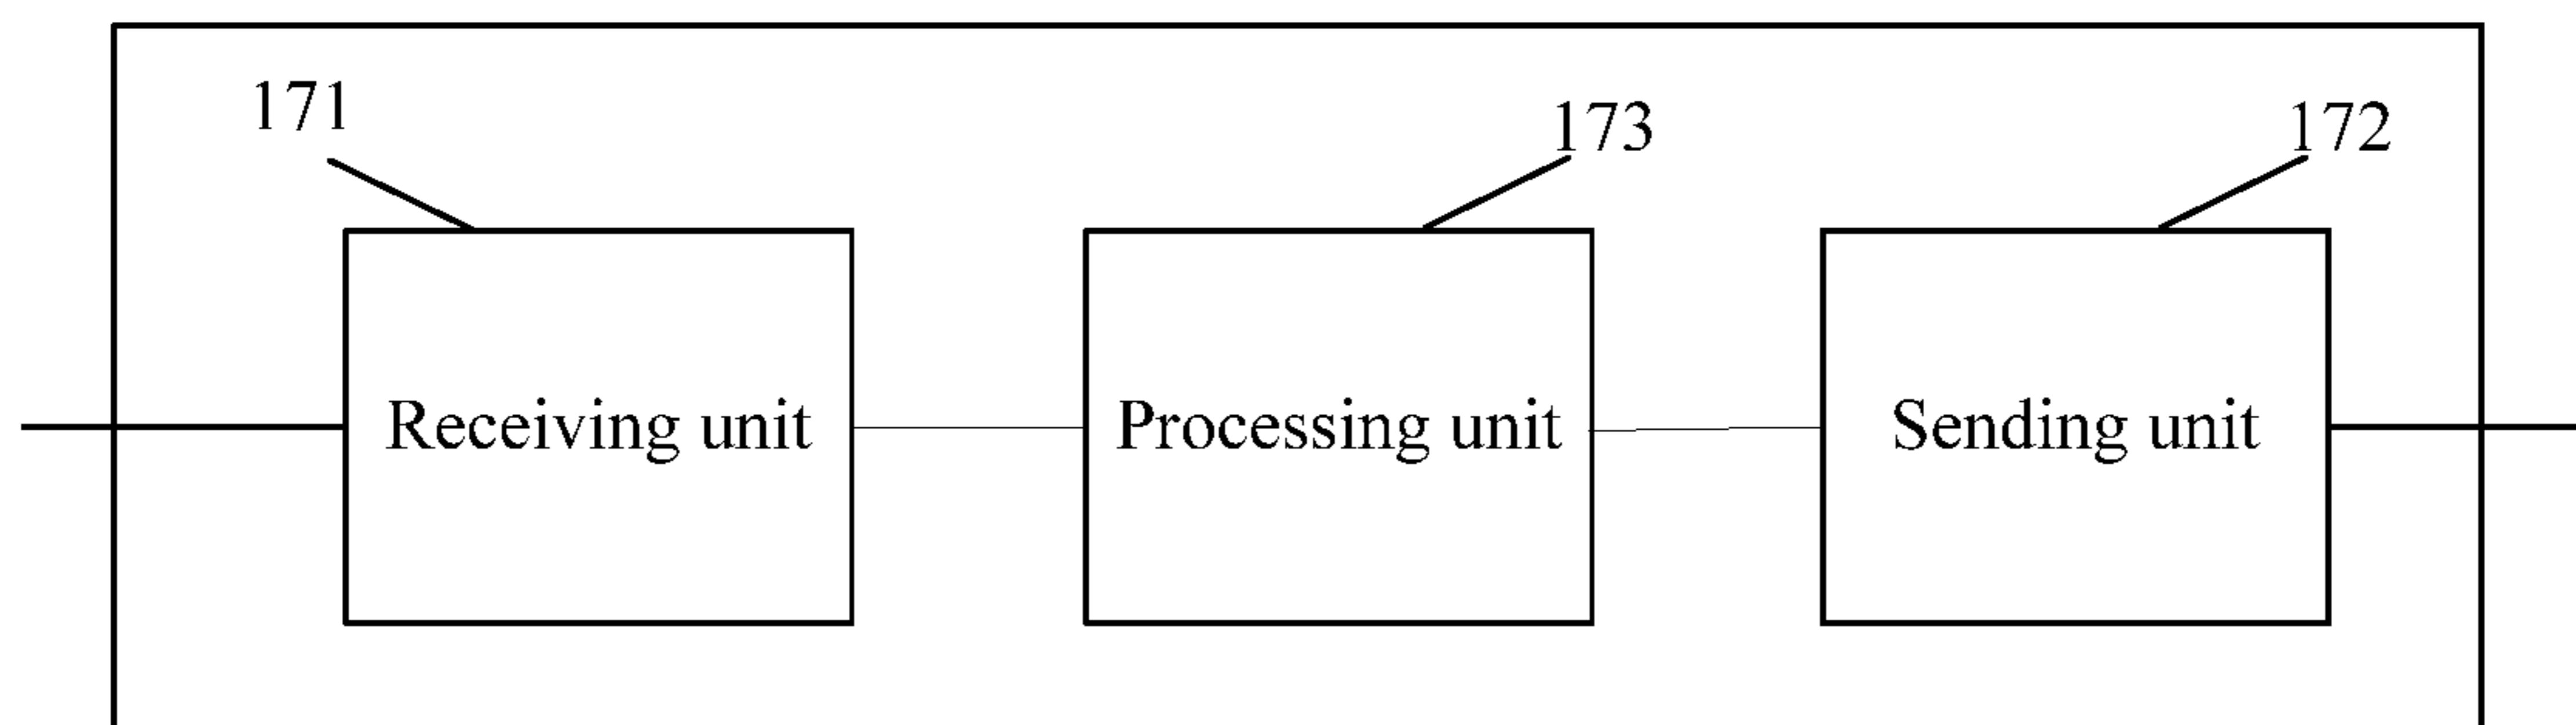 171
173
172
Receiving unit
Processing unit
Sending unit